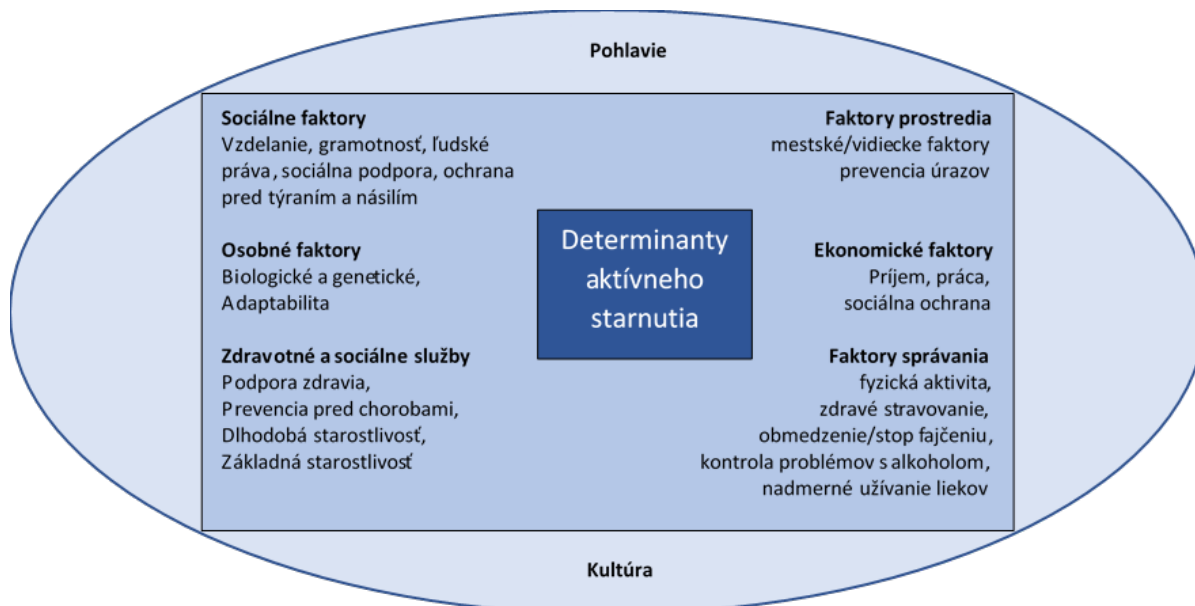 Pohlavie
Sociálne faktory
Vzdelanie, gramotnosť, ľudské
práva, sociálna podpora, ochrana
pred týraním a násilím
Osobné faktory
Biologické a genetické,
Adaptabilita
Zdravotné a sociálne služby
Podpora zdravia,
Prevencia pred chorobami,
Dlhodobá starostlivosť,
Základná starostlivosť
Determinanty
aktívneho
starnutia
Faktory prostredia
mestské/vidiecke faktory
prevencia úrazov
Ekonomické faktory
Príjem, práca,
sociálna ochrana
Faktory správania
fyzická aktivita,
zdravé stravovanie,
obmedzenie/stop fajčeniu,
kontrola problémov s alkoholom,
nadmerné užívanie liekov
Kultúra